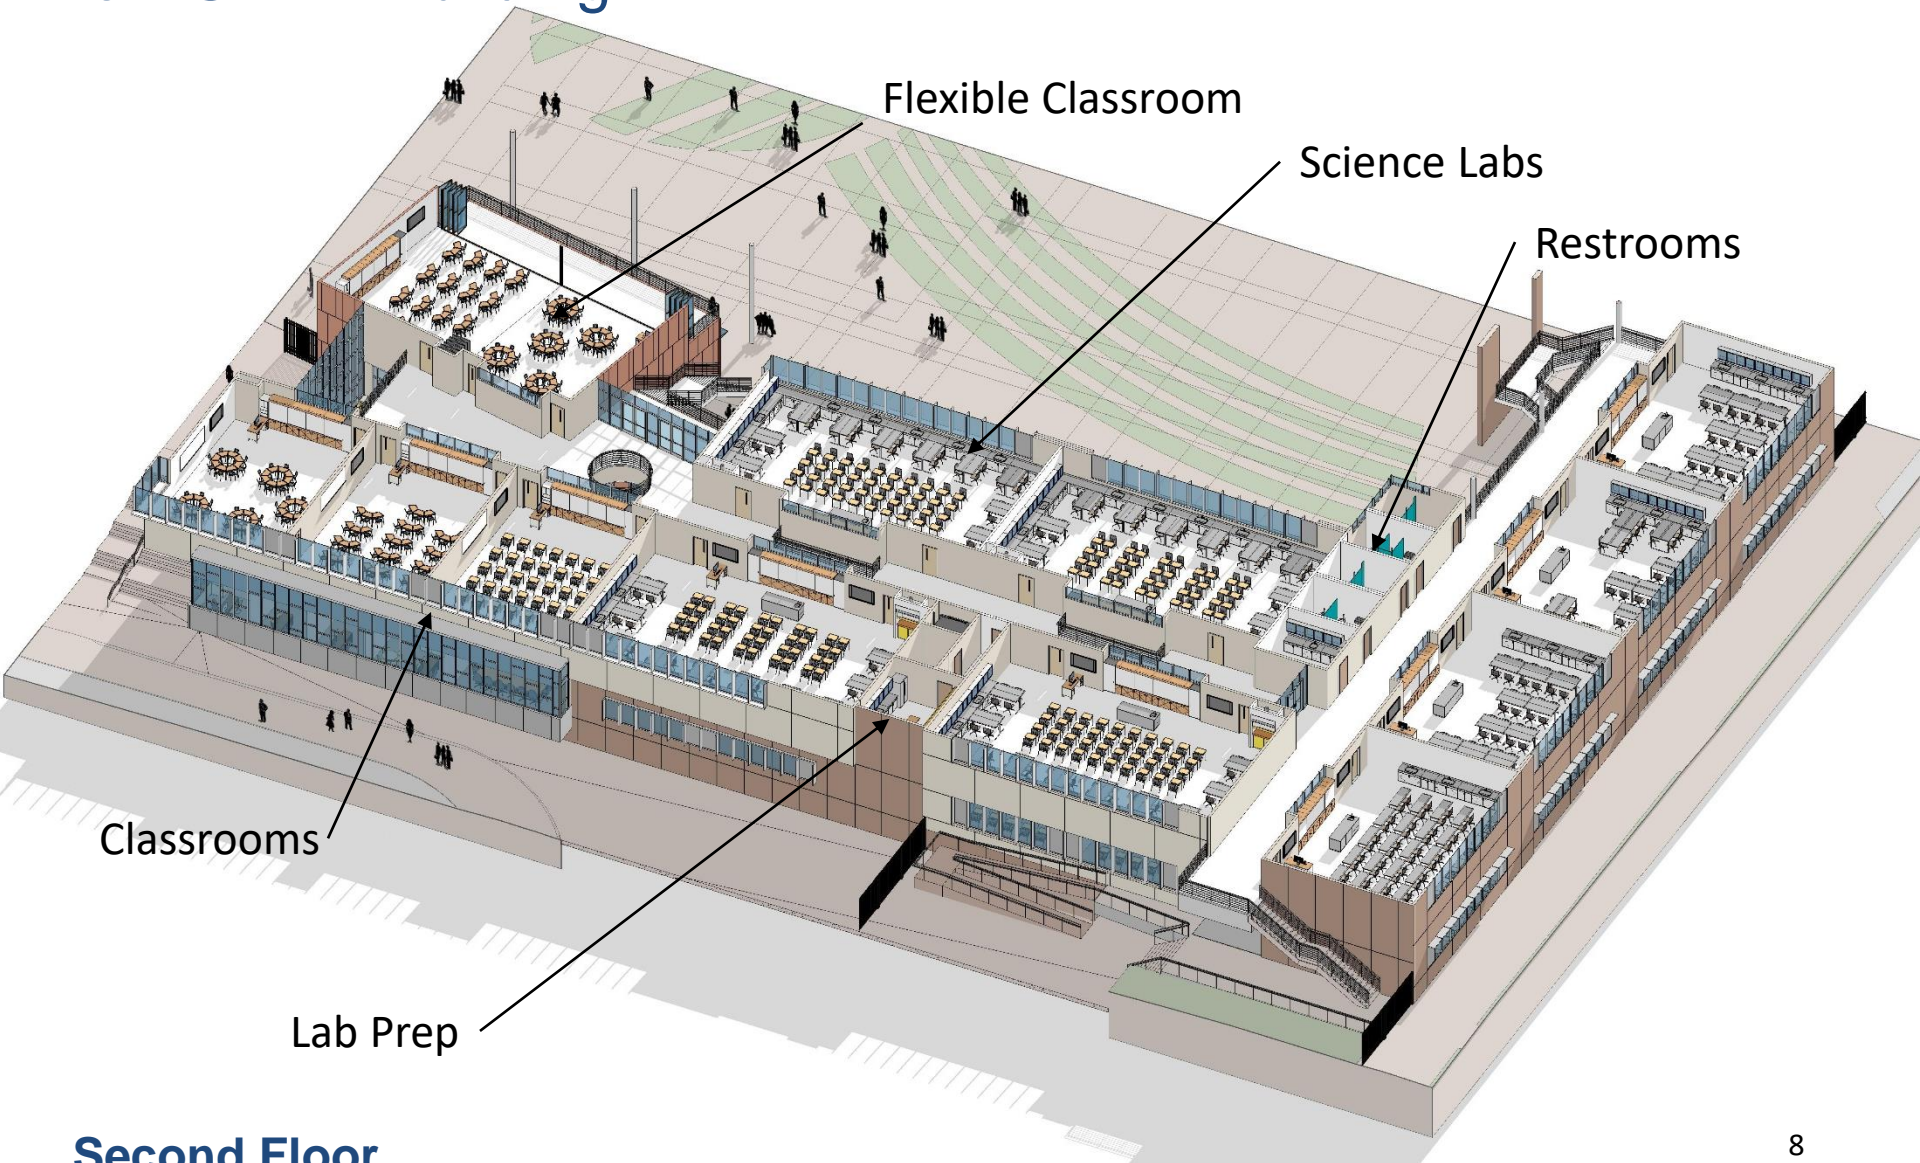 Flexible Classroom
Science Labs
Restrooms
Classrooms
Lab Prep
Second Floor
8